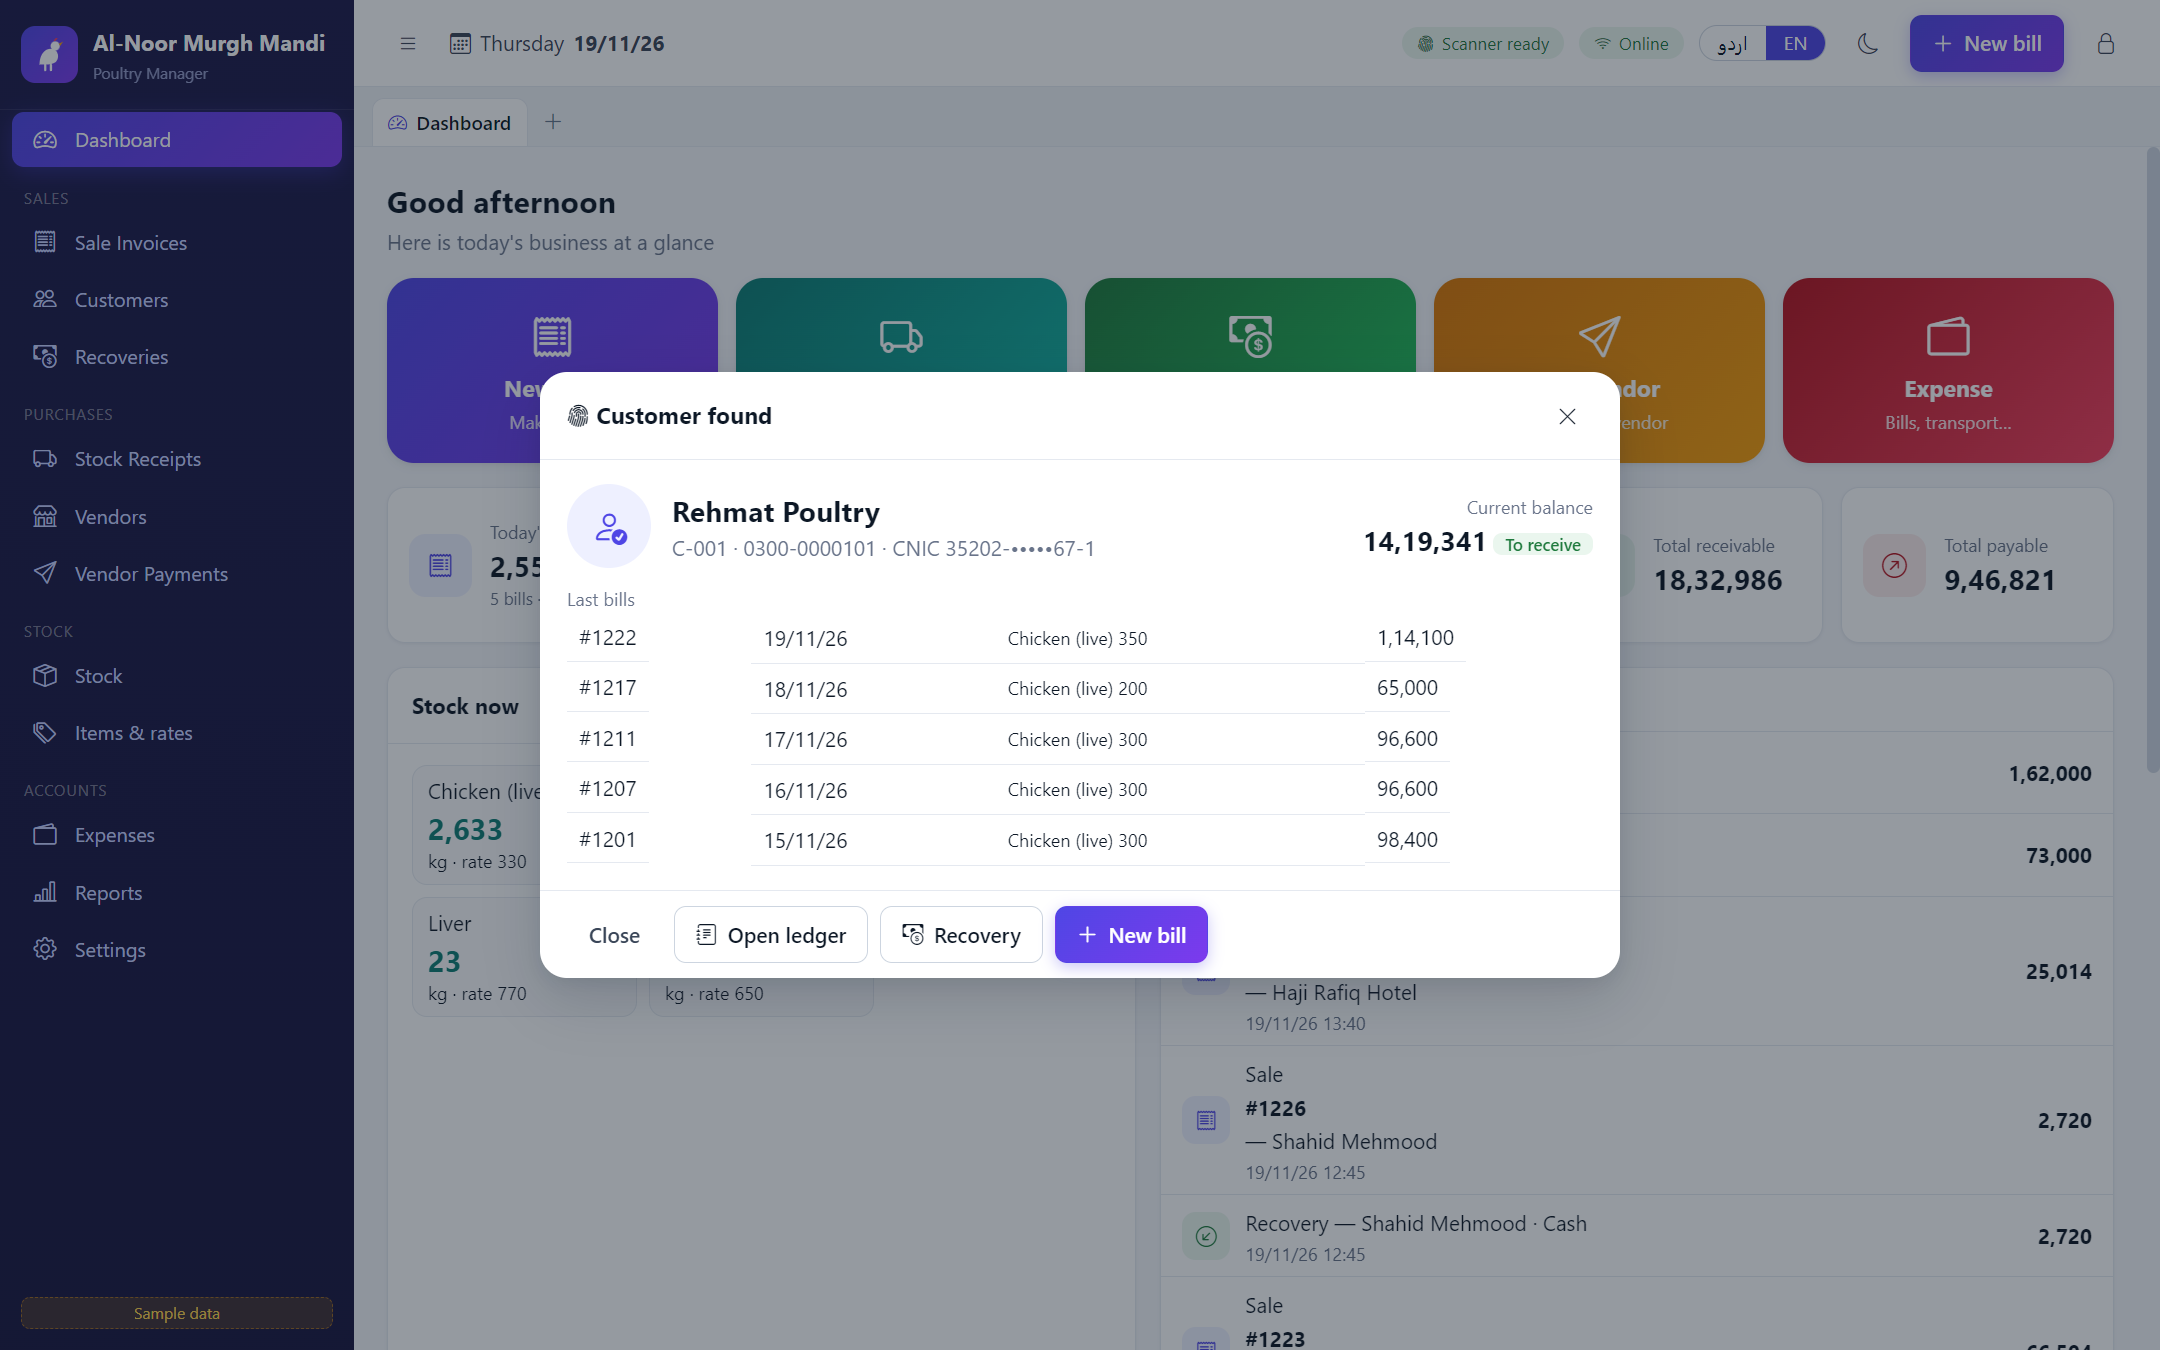 Al-Noor Murgh Mandi
Poultry Manager
Dashboard
SALES
Sale Invoices
Customers
Recoveries
PURCHASES
Stock Receipts
Vendors
Vendor Payments
STOCK
Stock
Items & rates
ACCOUNTS
Expenses
Reports
Settings
Sample data
Thursday 19/11/26
Scanner ready
Online
اردو EN
+ New bill
Dashboard +
Good afternoon
Here is today's business at a glance
Expense
Bills, transport...
5 bills
Total receivable
18,32,986
Total payable
9,46,821
Stock now
2,633
kg · rate 330
Liver
23
kg · rate 770
kg · rate 650
Customer found
Rehmat Poultry
C-001 · 0300-0000101 · CNIC 35202-•••••67-1
Current balance
14,19,341 To receive
Last bills
#1222 19/11/26 Chicken (live) 350 1,14,100
#1217 18/11/26 Chicken (live) 200 65,000
#1211 17/11/26 Chicken (live) 300 96,600
#1207 16/11/26 Chicken (live) 300 96,600
#1201 15/11/26 Chicken (live) 300 98,400
Close
Open ledger
Recovery
+ New bill
1,62,000
73,000
25,014
— Haji Rafiq Hotel
19/11/26 13:40
Sale
#1226
— Shahid Mehmood
19/11/26 12:45
2,720
Recovery — Shahid Mehmood · Cash
19/11/26 12:45
2,720
Sale
#1223